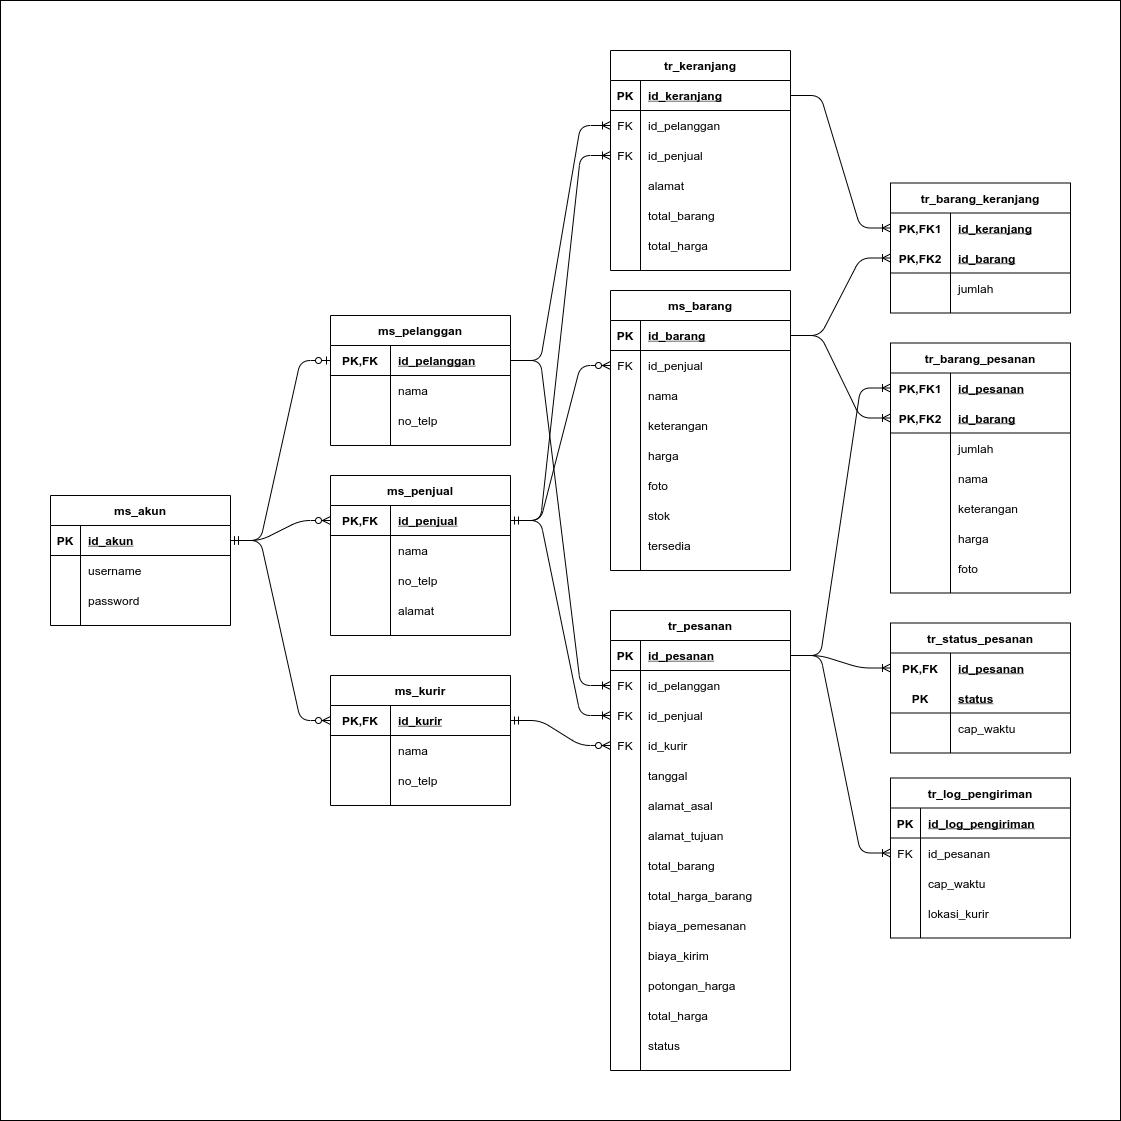 ms_akun
PK id_akun
username
password
ms_pelanggan
PK,FK id_pelanggan
nama
no_telp
ms_penjual
PK,FK id_penjual
nama
no_telp
alamat
ms_kurir
PK,FK id_kurir
nama
no_telp
tr_keranjang
PK id_keranjang
FK id_pelanggan
FK id_penjual
alamat
total_barang
total_harga
ms_barang
PK id_barang
FK id_penjual
nama
keterangan
harga
foto
stok
tersedia
tr_pesanan
PK id_pesanan
FK id_pelanggan
FK id_penjual
FK id_kurir
tanggal
alamat_asal
alamat_tujuan
total_barang
total_harga_barang
biaya_pemesanan
biaya_kirim
potongan_harga
total_harga
status
tr_barang_keranjang
PK,FK1 id_keranjang
PK,FK2 id_barang
jumlah
tr_barang_pesanan
PK,FK1 id_pesanan
PK,FK2 id_barang
jumlah
nama
keterangan
harga
foto
tr_status_pesanan
PK,FK id_pesanan
PK status
cap_waktu
tr_log_pengiriman
PK id_log_pengiriman
FK id_pesanan
cap_waktu
lokasi_kurir